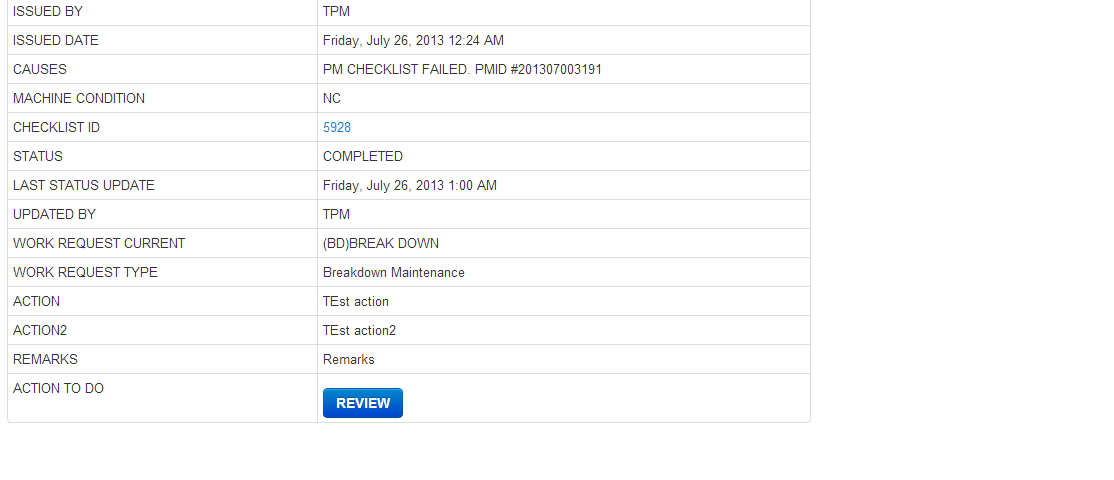 ISSUED BY TPM
ISSUED DATE Friday, July 26, 2013 12:24 AM
CAUSES PM CHECKLIST FAILED. PMID #201307003191
MACHINE CONDITION NC
CHECKLIST ID 5928
STATUS COMPLETED
LAST STATUS UPDATE Friday, July 26, 2013 1:00 AM
UPDATED BY TPM
WORK REQUEST CURRENT (BD)BREAK DOWN
WORK REQUEST TYPE Breakdown Maintenance
ACTION TEst action
ACTION2 TEst action2
REMARKS Remarks
ACTION TO DO
REVIEW